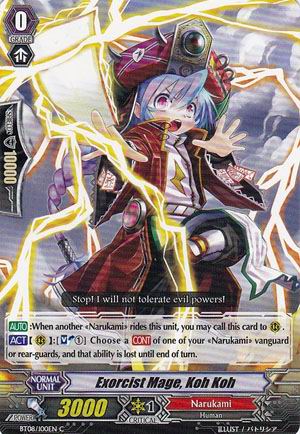 0
GRADE
10000
SHIELD
Stop! I will not tolerate evil powers!
AUTO :When another «Narukami» rides this unit, you may call this card to .
ACT [ ] :[ (1) ] Choose a CONT of one of your «Narukami» vanguard
or rear-guards, and that ability is lost until end of turn.
NORMAL
UNIT
Exorcist Mage, Koh Koh
POWER
3000
1
CRITICAL
Narukami
Human
BT08/100EN C
ILLUST / パトリシア